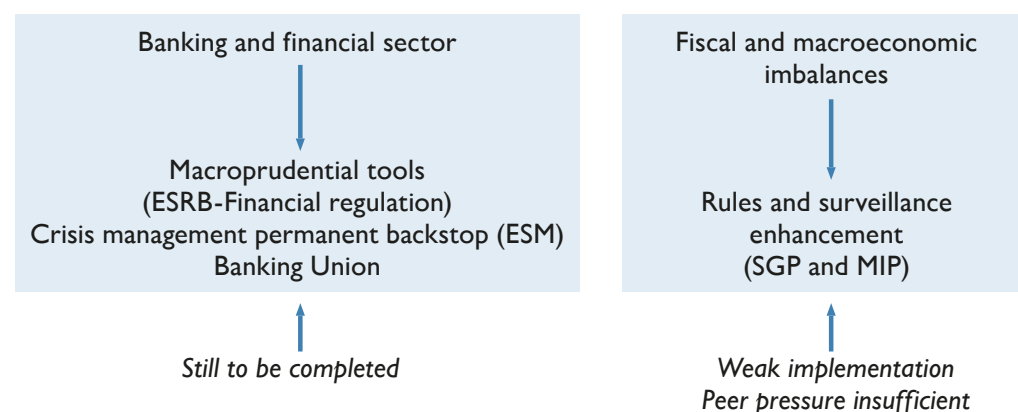 Banking and financial sector
Macroprudential tools
(ESRB-Financial regulation)
Crisis management permanent backstop (ESM)
Banking Union
Still to be completed
Fiscal and macroeconomic
imbalances
Rules and surveillance
enhancement
(SGP and MIP)
Weak implementation
Peer pressure insufficient